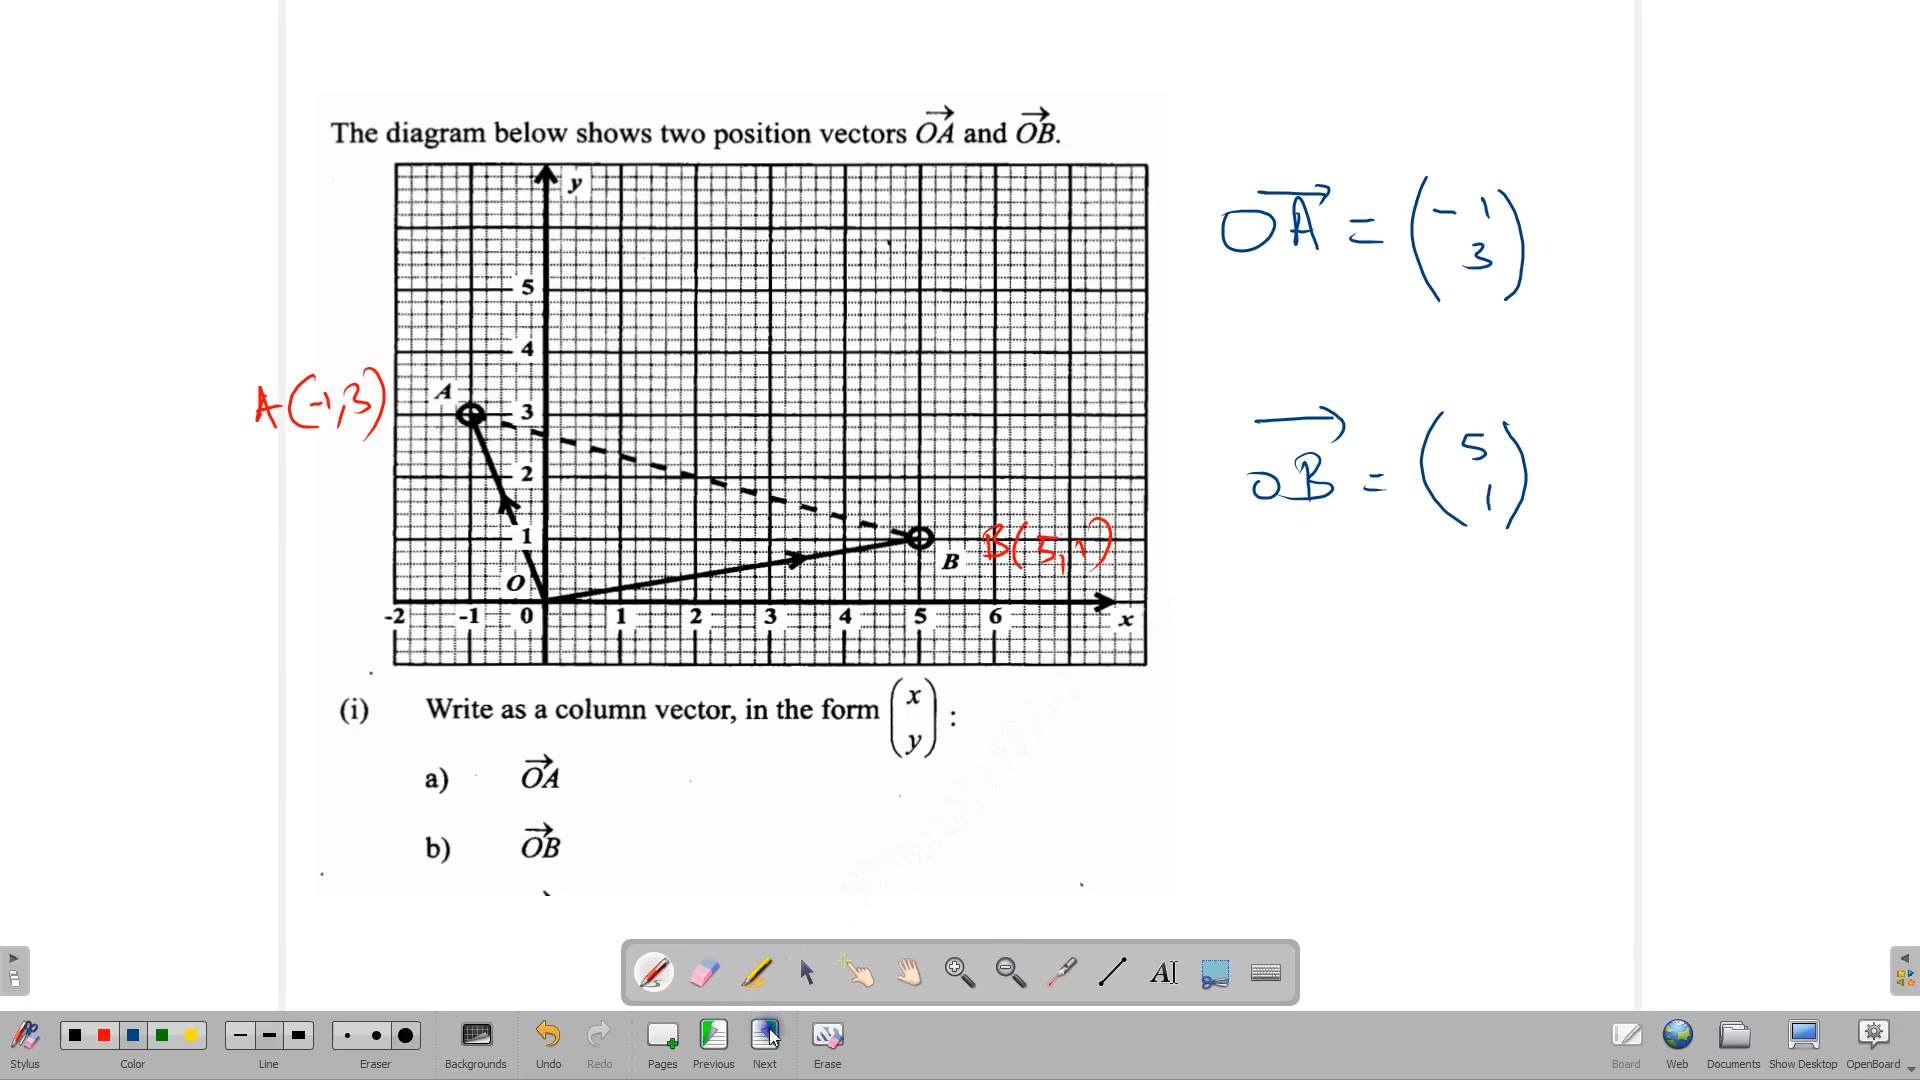 The diagram below shows two position vectors OA and OB.
y
5
4
A
3
2
1
O
B
-2 -1 0 1 2 3 4 5 6 x
A(-1,3)
B(5,1)
(i) Write as a column vector, in the form (x y) :
a) OA
b) OB
OA = (-1 3)
OB = (5 1)
AI
Stylus Color Line Eraser Backgrounds Undo Redo Pages Previous Next Erase Board Web Documents Show Desktop OpenBoard